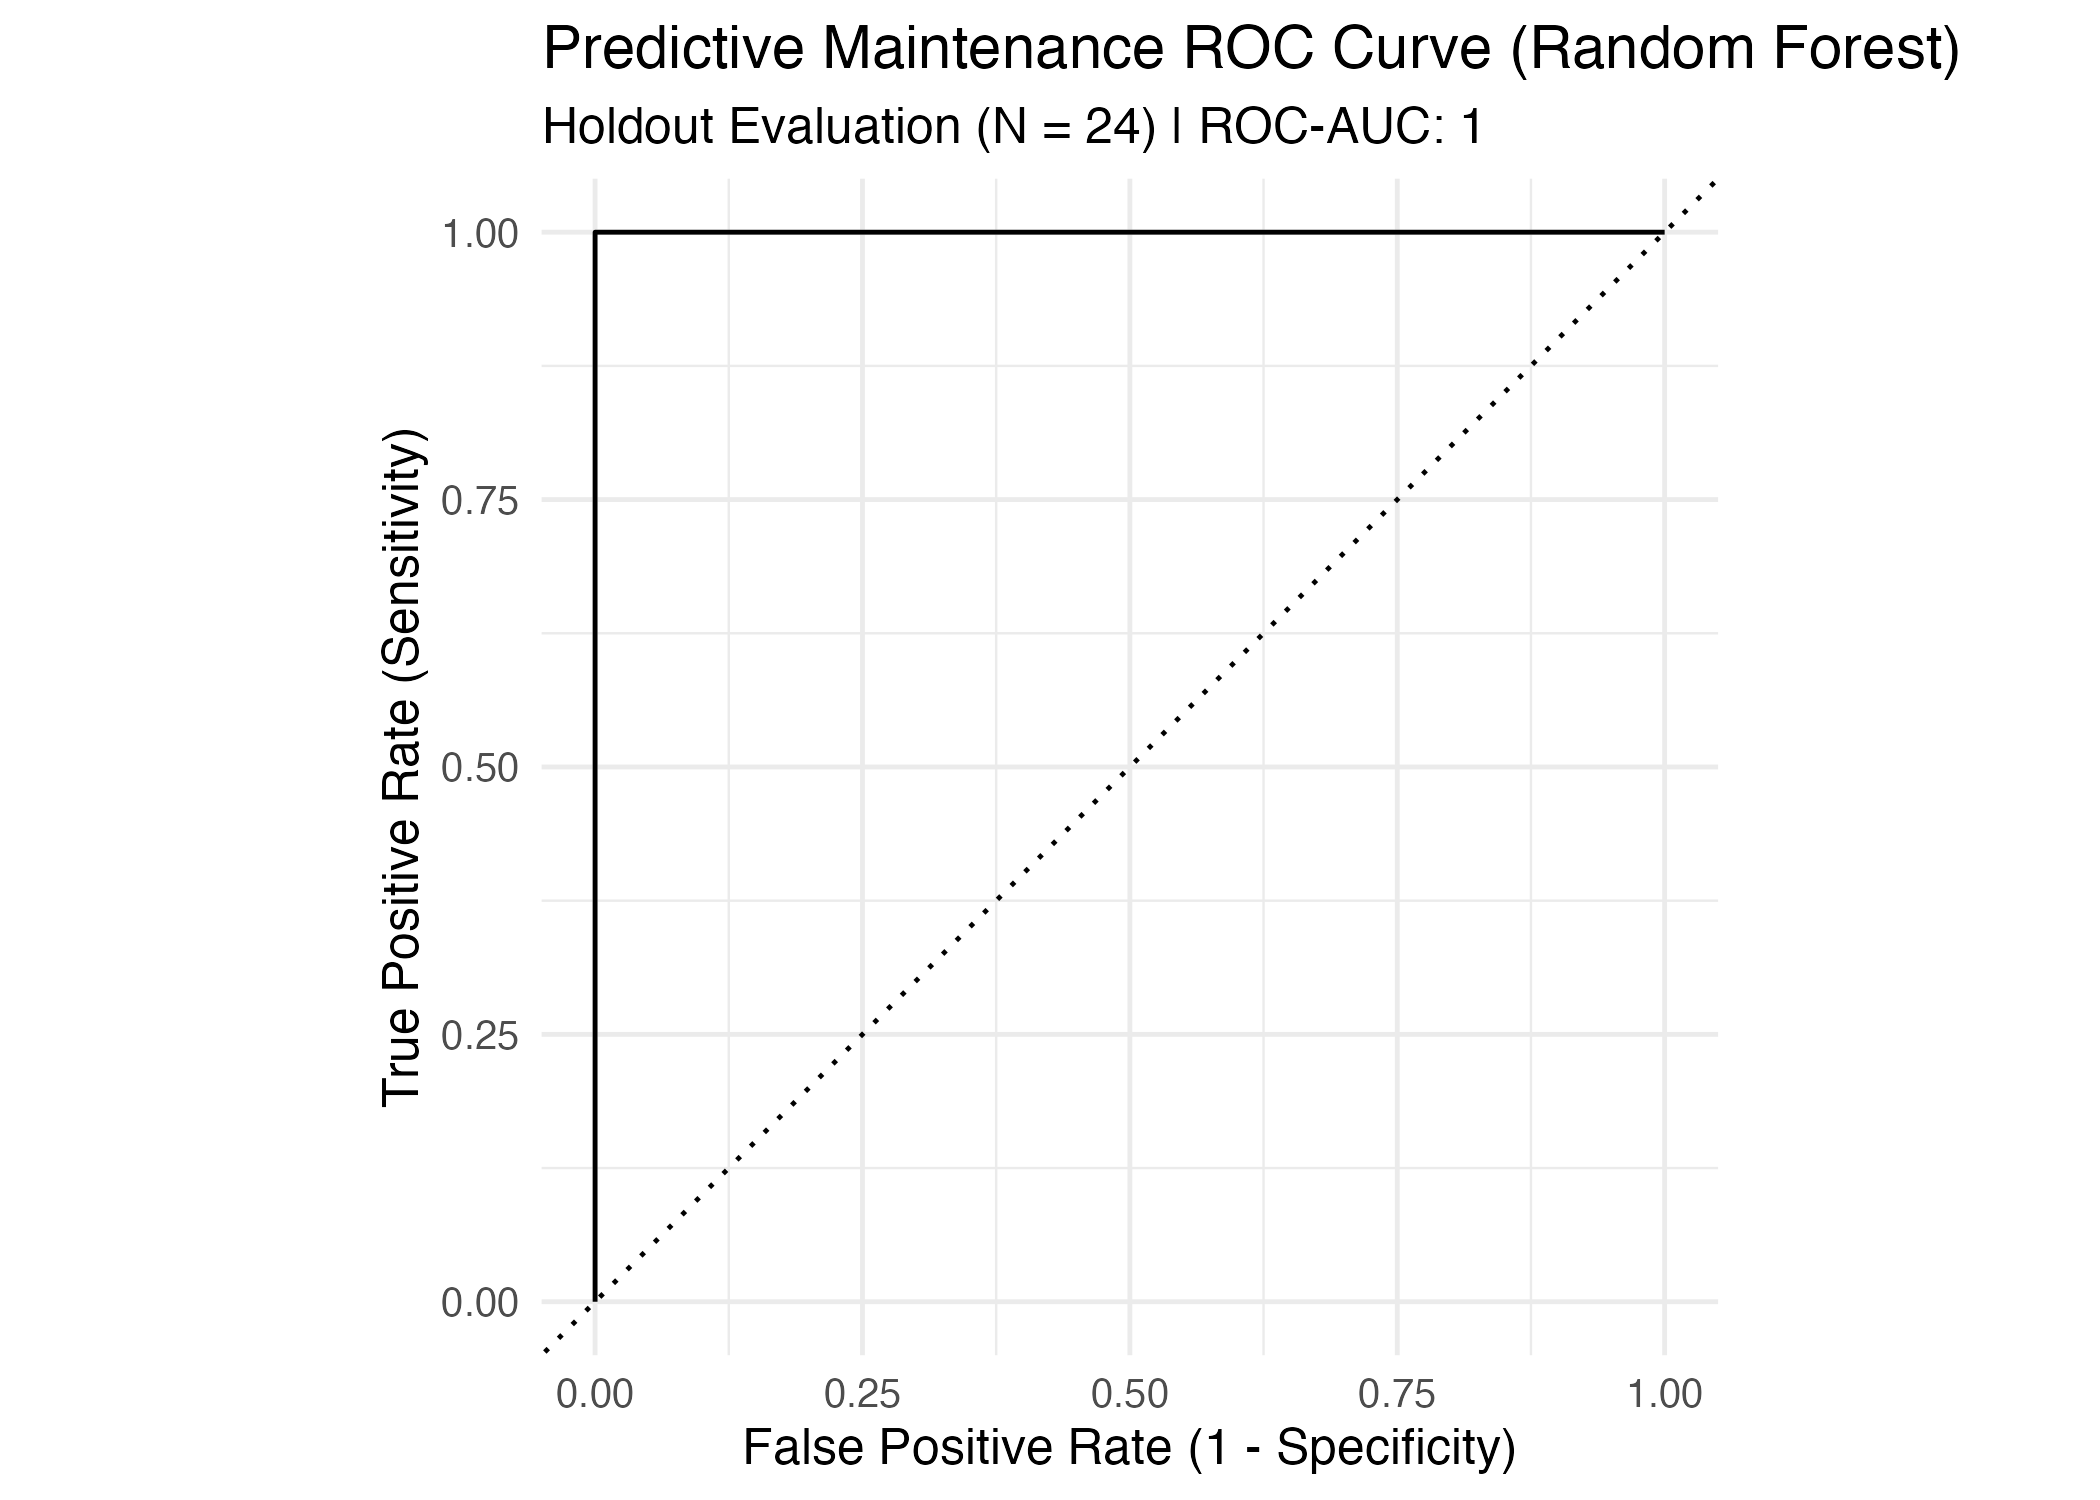 Predictive Maintenance ROC Curve (Random Forest)
Holdout Evaluation (N = 24) | ROC-AUC: 1
True Positive Rate (Sensitivity)
1.00
0.75
0.50
0.25
0.00
0.00 0.25 0.50 0.75 1.00
False Positive Rate (1 - Specificity)